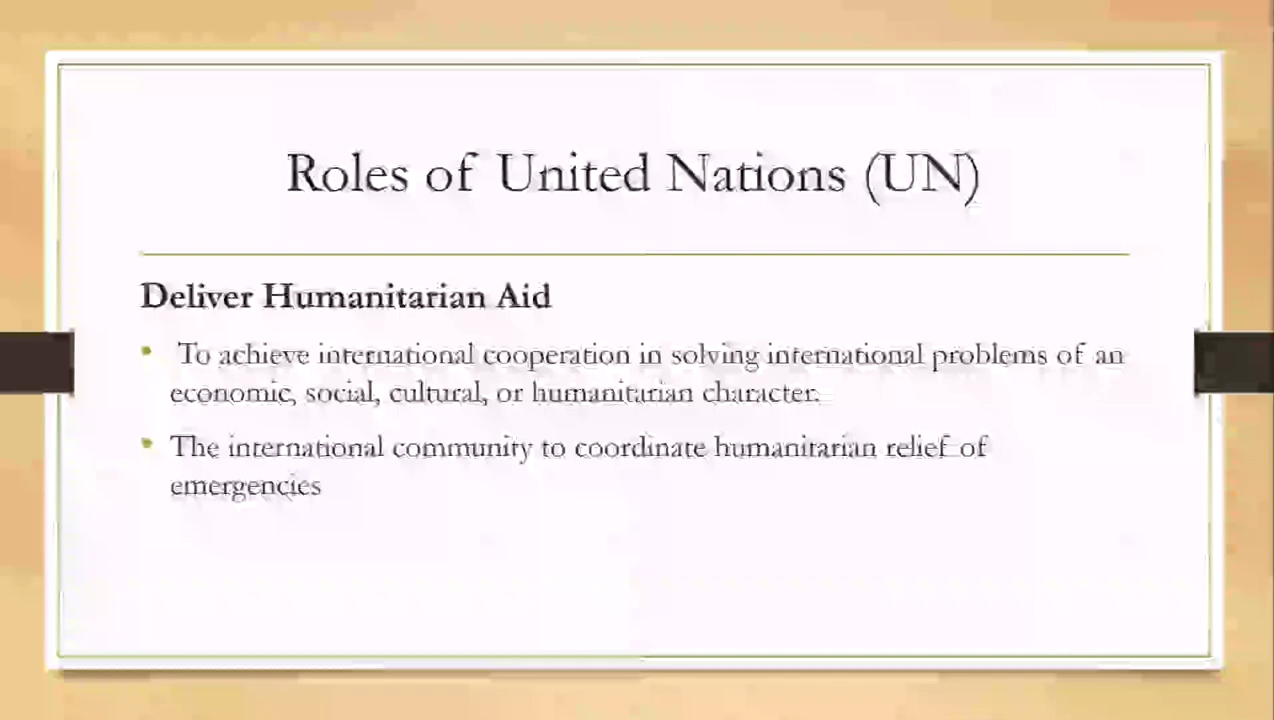 Roles of United Nations (UN)
Deliver Humanitarian Aid
• To achieve international cooperation in solving international problems of an
economic, social, cultural, or humanitarian character.
• The international community to coordinate humanitarian relief of
emergencies